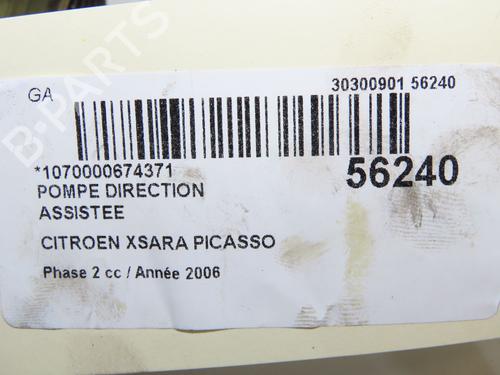 B-PARTS
GA
30300901 56240
*1070000674371
56240
POMPE DIRECTION
ASSISTEE
CITROEN XSARA PICASSO
Phase 2 cc / Année 2006